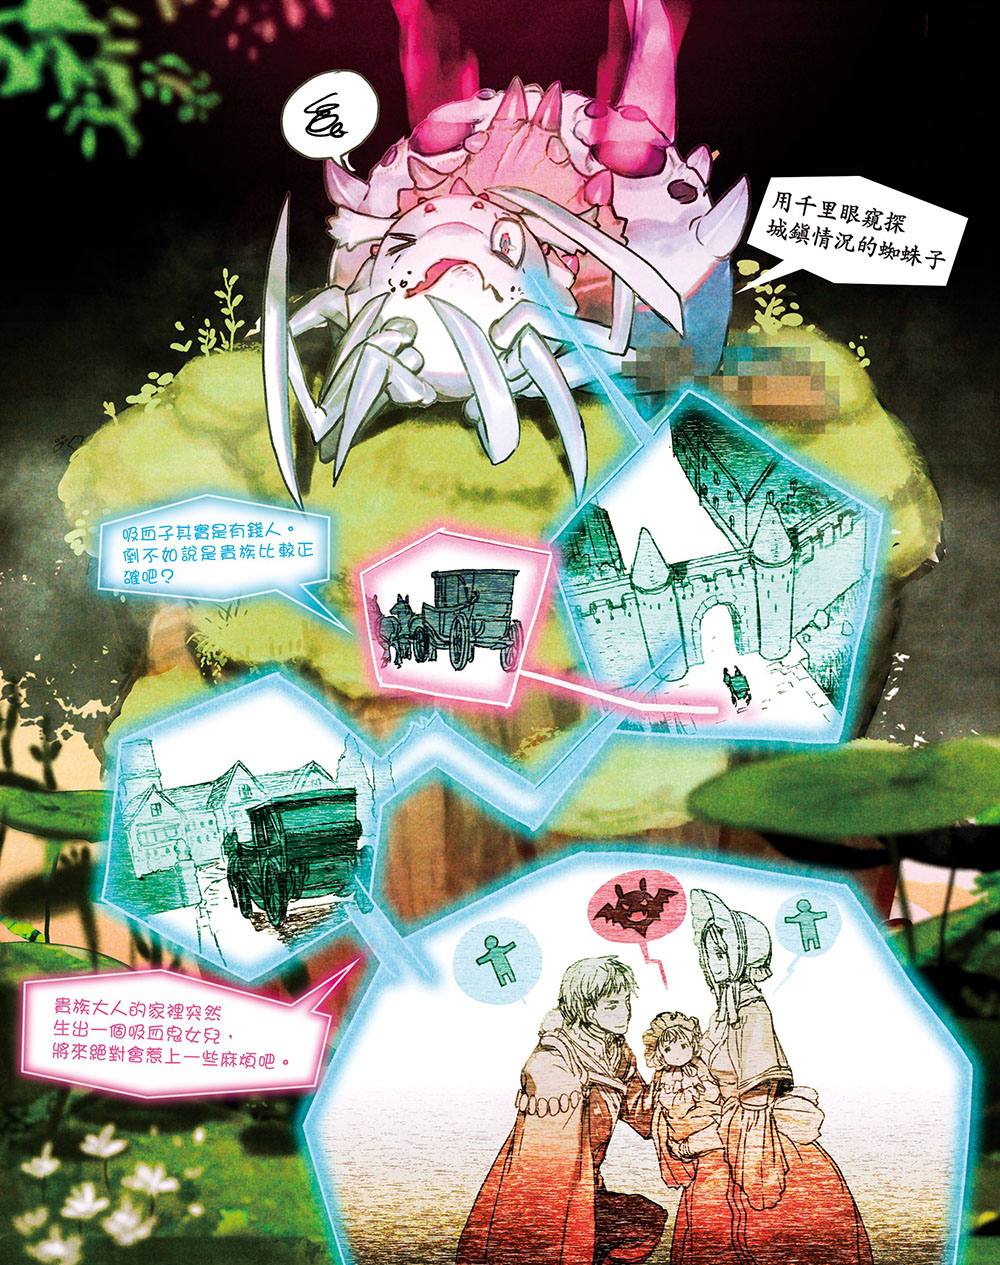 用千里眼窺探
城鎮情況的蜘蛛子
吸血子其實是有錢人。
倒不如說是貴族比較正
確吧？
貴族大人的家裡突然
生出一個吸血鬼女兒，
將來絕對會惹上一些麻煩吧。